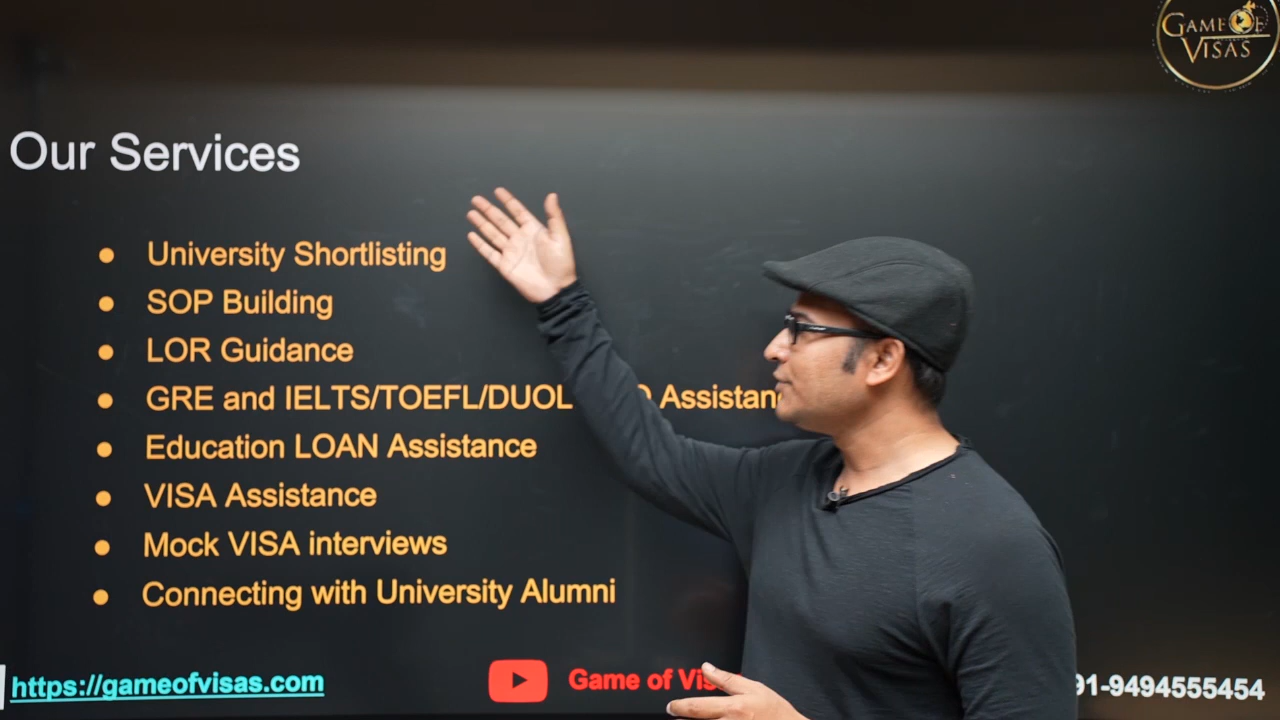 GAME OF
VISAS
Our Services
● University Shortlisting
● SOP Building
● LOR Guidance
● GRE and IELTS/TOEFL/DUOL Assistan
● Education LOAN Assistance
● VISA Assistance
● Mock VISA interviews
● Connecting with University Alumni
https://gameofvisas.com
Game of Vis
91-9494555454